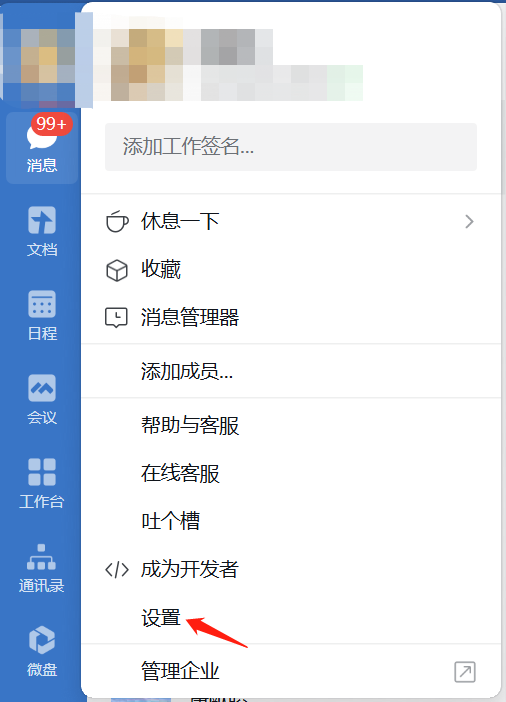 99+
消息
文档
日程
会议
工作台
通讯录
微盘
添加工作签名...
休息一下
收藏
消息管理器
添加成员...
帮助与客服
在线客服
吐个槽
成为开发者
设置
管理企业